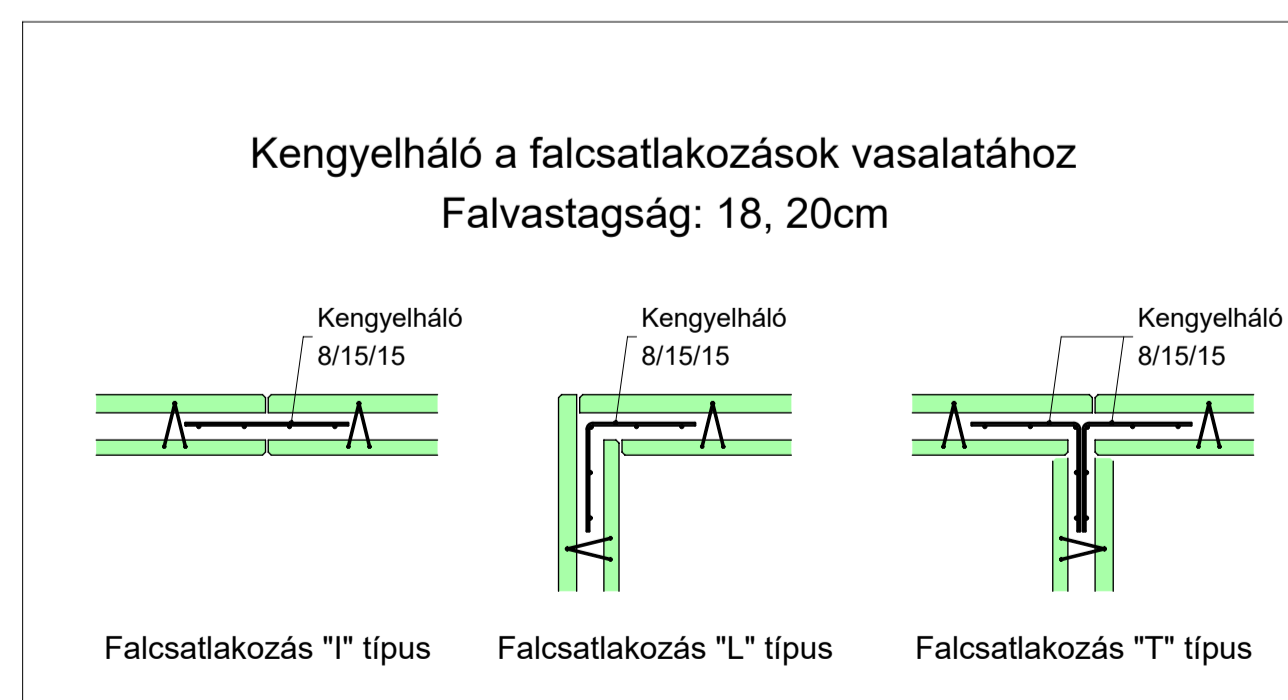 Kengyelháló a falcsatlakozások vasalatához
Falvastagság: 18, 20cm
Kengyelháló
8/15/15
Kengyelháló
8/15/15
Kengyelháló
8/15/15
Falcsatlakozás "I" típus
Falcsatlakozás "L" típus
Falcsatlakozás "T" típus